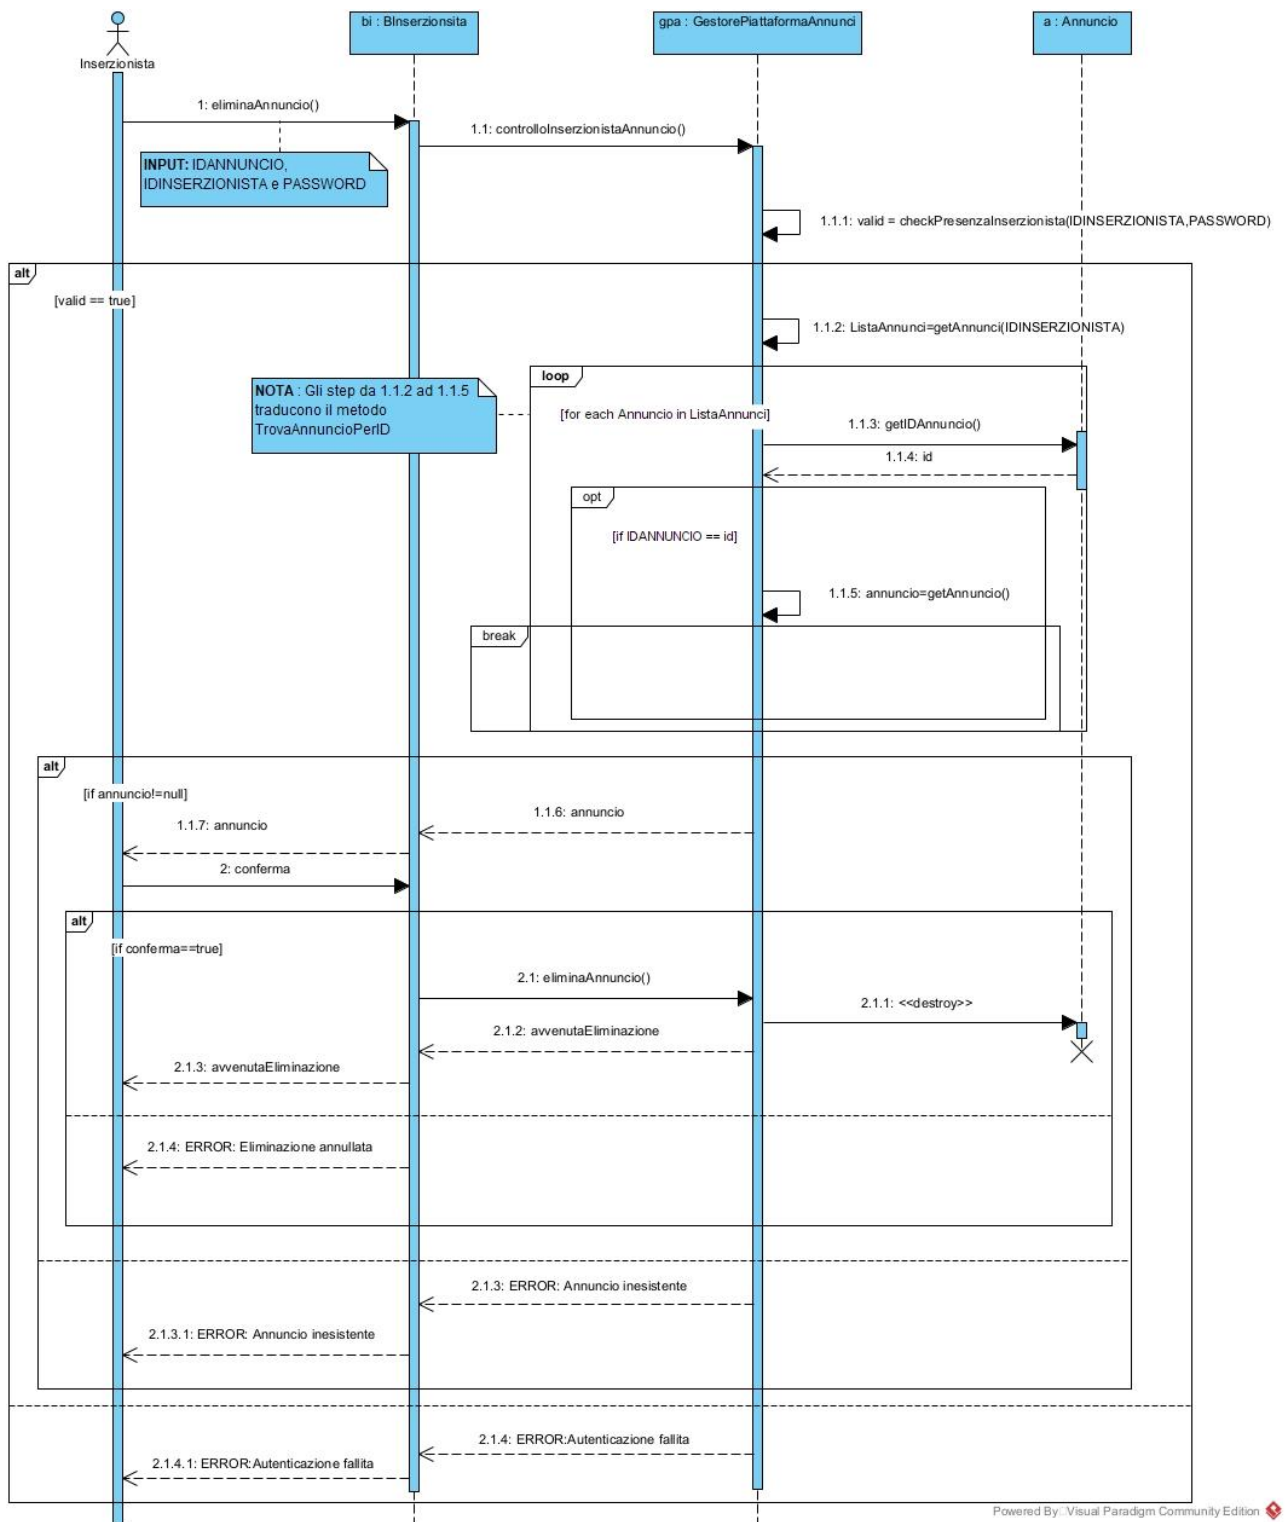 bi : BInserzionsita
gpa : GestorePiattaformaAnnunci
a : Annuncio
Inserzionista
1: eliminaAnnuncio()
1.1: controlloInserzionistaAnnuncio()
INPUT: IDANNUNCIO,
IDINSERZIONISTA e PASSWORD
1.1.1: valid = checkPresenzaInserzionista(IDINSERZIONISTA,PASSWORD)
alt
[valid == true]
1.1.2: ListaAnnunci=getAnnunci(IDINSERZIONISTA)
loop
NOTA : Gli step da 1.1.2 ad 1.1.5
traducono il metodo
TrovaAnnuncioPerID
[for each Annuncio in ListaAnnunci]
1.1.3: getIDAnnuncio()
1.1.4: id
opt
[if IDANNUNCIO == id]
1.1.5: annuncio=getAnnuncio()
break
alt
[if annuncio!=null]
1.1.6: annuncio
1.1.7: annuncio
2: conferma
alt
[if conferma==true]
2.1: eliminaAnnuncio()
2.1.1: <<destroy>>
2.1.2: avvenutaEliminazione
2.1.3: avvenutaEliminazione
2.1.4: ERROR: Eliminazione annullata
2.1.3: ERROR: Annuncio inesistente
2.1.3.1: ERROR: Annuncio inesistente
2.1.4: ERROR:Autenticazione fallita
2.1.4.1: ERROR:Autenticazione fallita
Powered By Visual Paradigm Community Edition